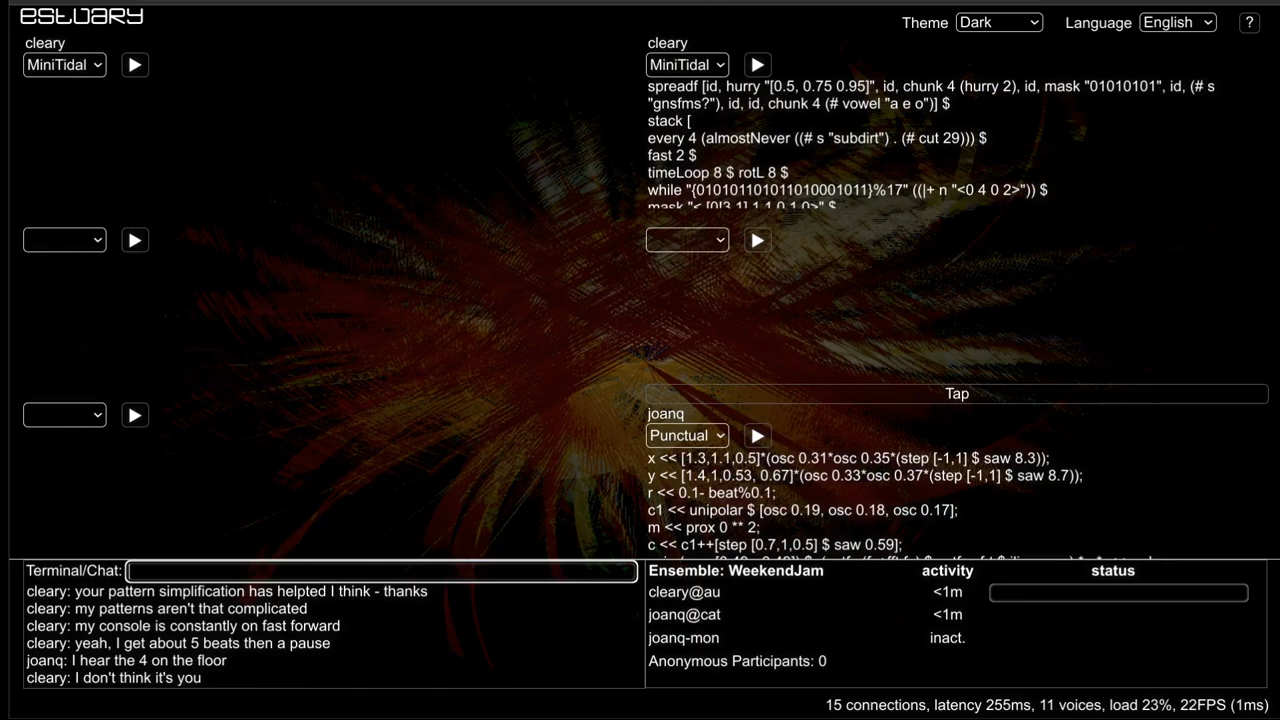 estuary
Theme Dark Language English ?
cleary
MiniTidal
cleary
MiniTidal
spreadf [id, hurry "[0.5, 0.75 0.95]", id, chunk 4 (hurry 2), id, mask "01010101", id, (# s
"gnsfms?"), id, id, chunk 4 (# vowel "a e o")] $
stack [
every 4 (almostNever ((# s "subdirt") . (# cut 29))) $
fast 2 $
timeLoop 8 $ rotL 8 $
while "{010101101011010001011}%17" ((|+ n "<0 4 0 2>")) $
mask "< [0!3 1] 1 1 0 1 0>" $
Tap
joanq
Punctual
x << [1.3,1.1,0.5]*(osc 0.31*osc 0.35*(step [-1,1] $ saw 8.3));
y << [1.4,1,0.53, 0.67]*(osc 0.33*osc 0.37*(step [-1,1] $ saw 8.7));
r << 0.1- beat%0.1;
c1 << unipolar $ [osc 0.19, osc 0.18, osc 0.17];
m << prox 0 ** 2;
c << c1++[step [0.7,1,0.5] $ saw 0.59];
Terminal/Chat:
cleary: your pattern simplification has helpted I think - thanks
cleary: my patterns aren't that complicated
cleary: my console is constantly on fast forward
cleary: yeah, I get about 5 beats then a pause
joanq: I hear the 4 on the floor
cleary: I don't think it's you
Ensemble: WeekendJam activity status
cleary@au <1m
joanq@cat <1m
joanq-mon inact.
Anonymous Participants: 0
15 connections, latency 255ms, 11 voices, load 23%, 22FPS (1ms)